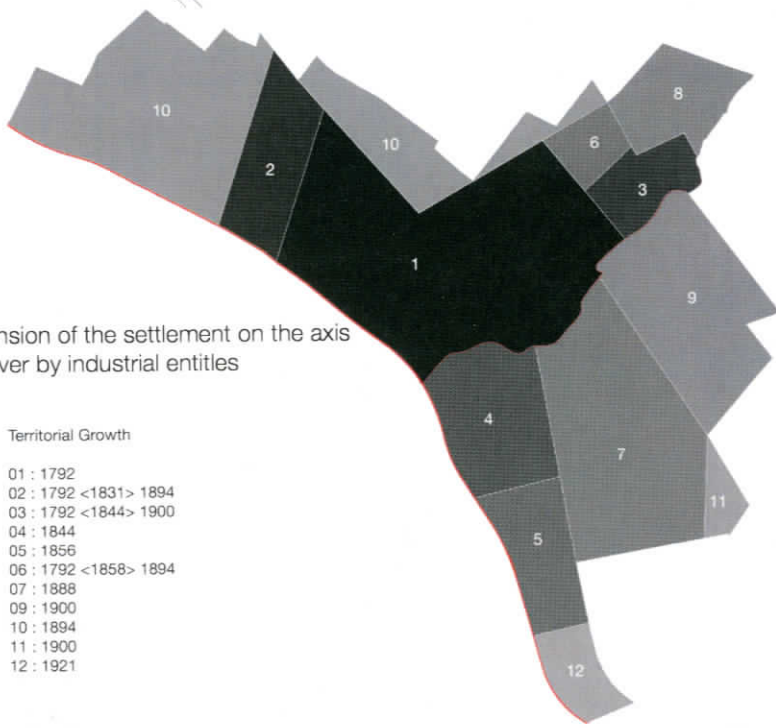 8
10
6
2
10
3
1
9
nsion of the settlement on the axis
ver by industrial entitles
4
Territorial Growth
7
01 : 1792
02 : 1792 <1831> 1894
03 : 1792 <1844> 1900
11
04 : 1844
05 : 1856
5
06 : 1792 <1858> 1894
07 : 1888
09 : 1900
10 : 1894
11 : 1900
12 : 1921
12